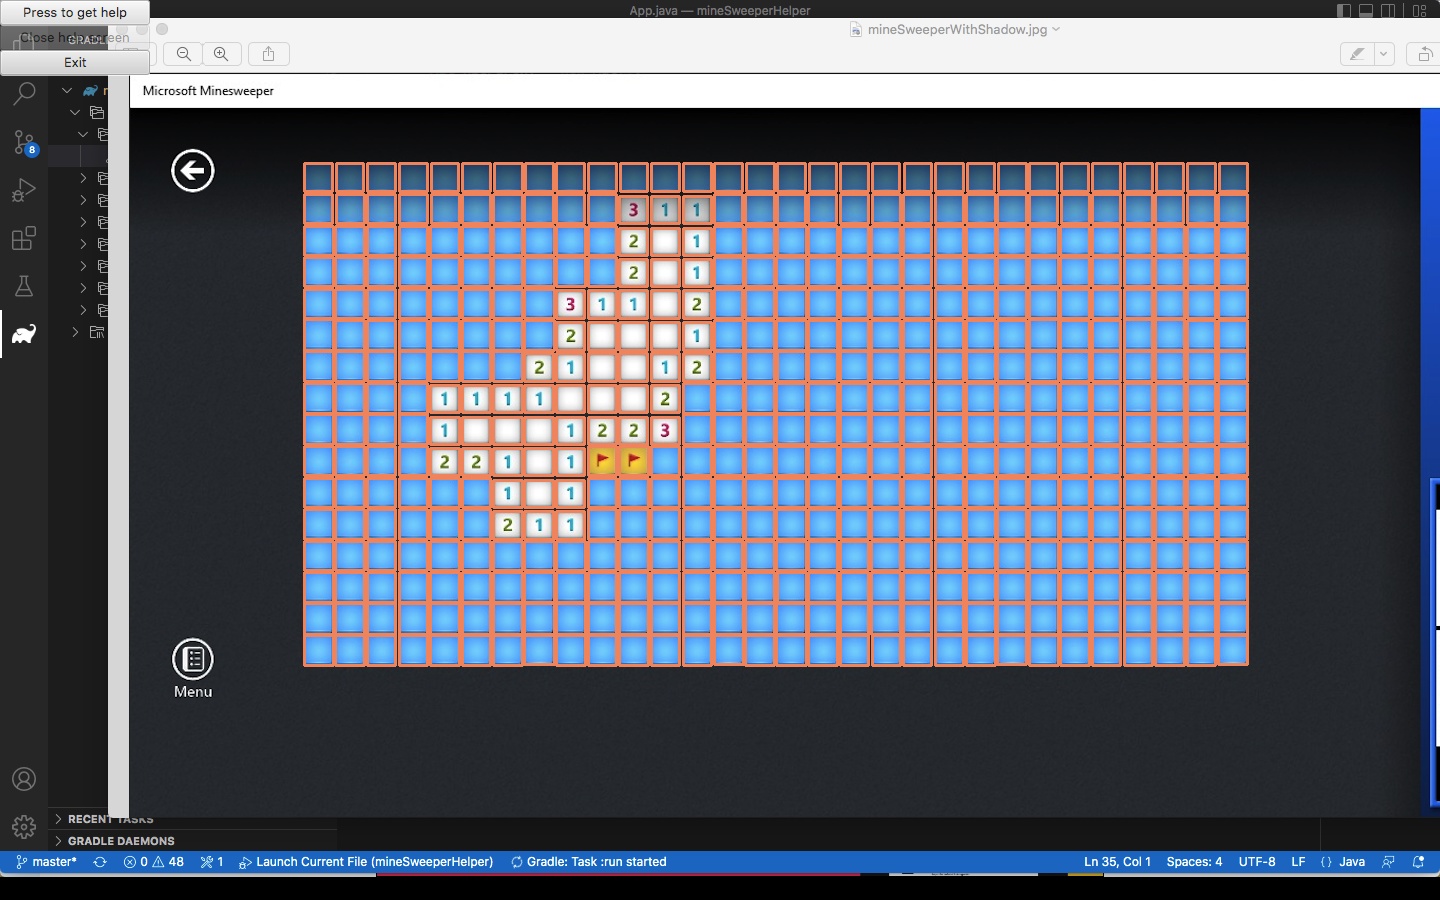 App.java — mineSweeperHelper
Press to get help
mineSweeperWithShadow.jpg
Close help screen
GRADL
Exit
Microsoft Minesweeper
8
3 1 1
2 1
2 1
3 1 1 2
2 1
2 1 1 2
1 1 1 1 2
1 1 2 2 3
2 2 1 1
1 1
2 1 1
Menu
RECENT TASKS
GRADLE DAEMONS
master* 0 48 1 Launch Current File (mineSweeperHelper) Gradle: Task :run started Ln 35, Col 1 Spaces: 4 UTF-8 LF {} Java